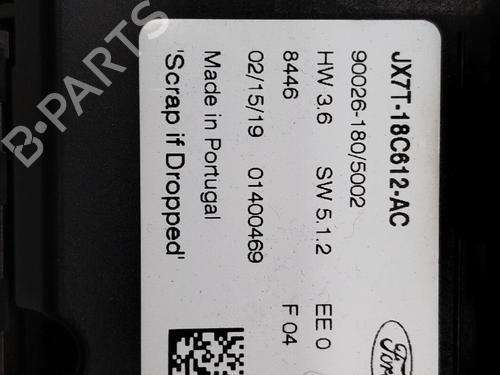 JX7T-18C612-AC
90026-180/5002
HW 3.6 SW 5.1.2 EE 0
8446 F 04
02/15/19 01400469
Made in Portugal
'Scrap if Dropped'
Ford
B-Parts